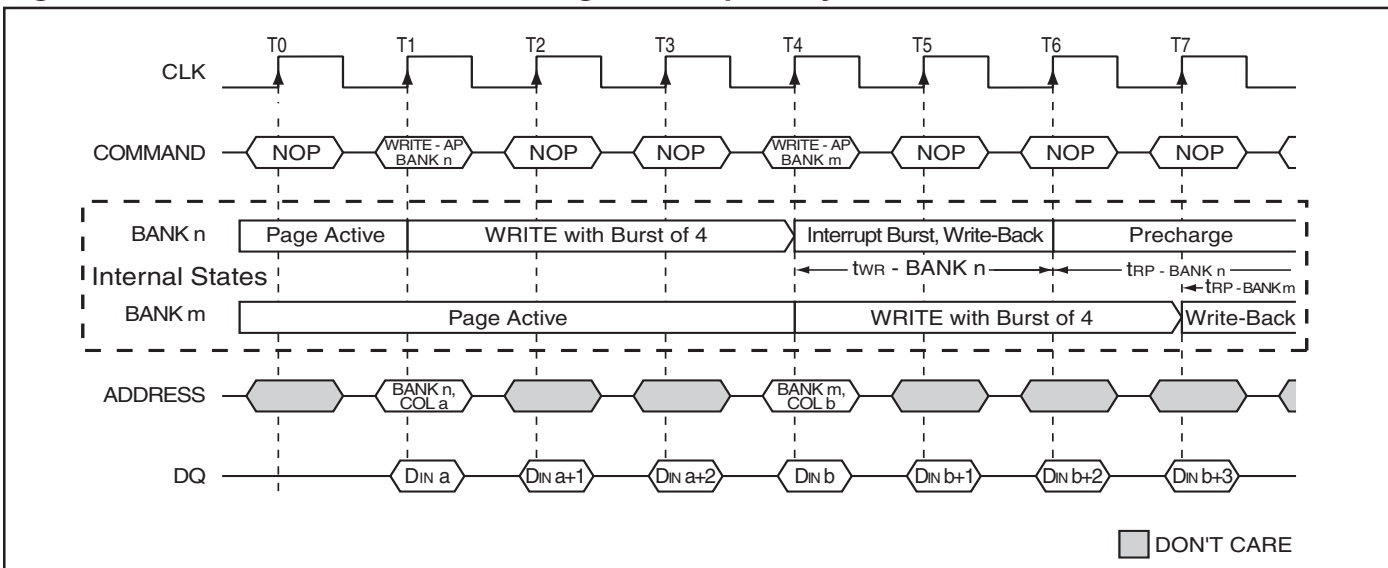 T0 T1 T2 T3 T4 T5 T6 T7
CLK
COMMAND NOP WRITE - AP BANK n NOP NOP WRITE - AP BANK m NOP NOP NOP
BANK n Page Active WRITE with Burst of 4 Interrupt Burst, Write-Back Precharge
tWR - BANK n tRP - BANK n
Internal States
tRP - BANK m
BANK m Page Active WRITE with Burst of 4 Write-Back
ADDRESS BANK n, COL a BANK m, COL b
DQ DIN a DIN a+1 DIN a+2 DIN b DIN b+1 DIN b+2 DIN b+3
DON'T CARE